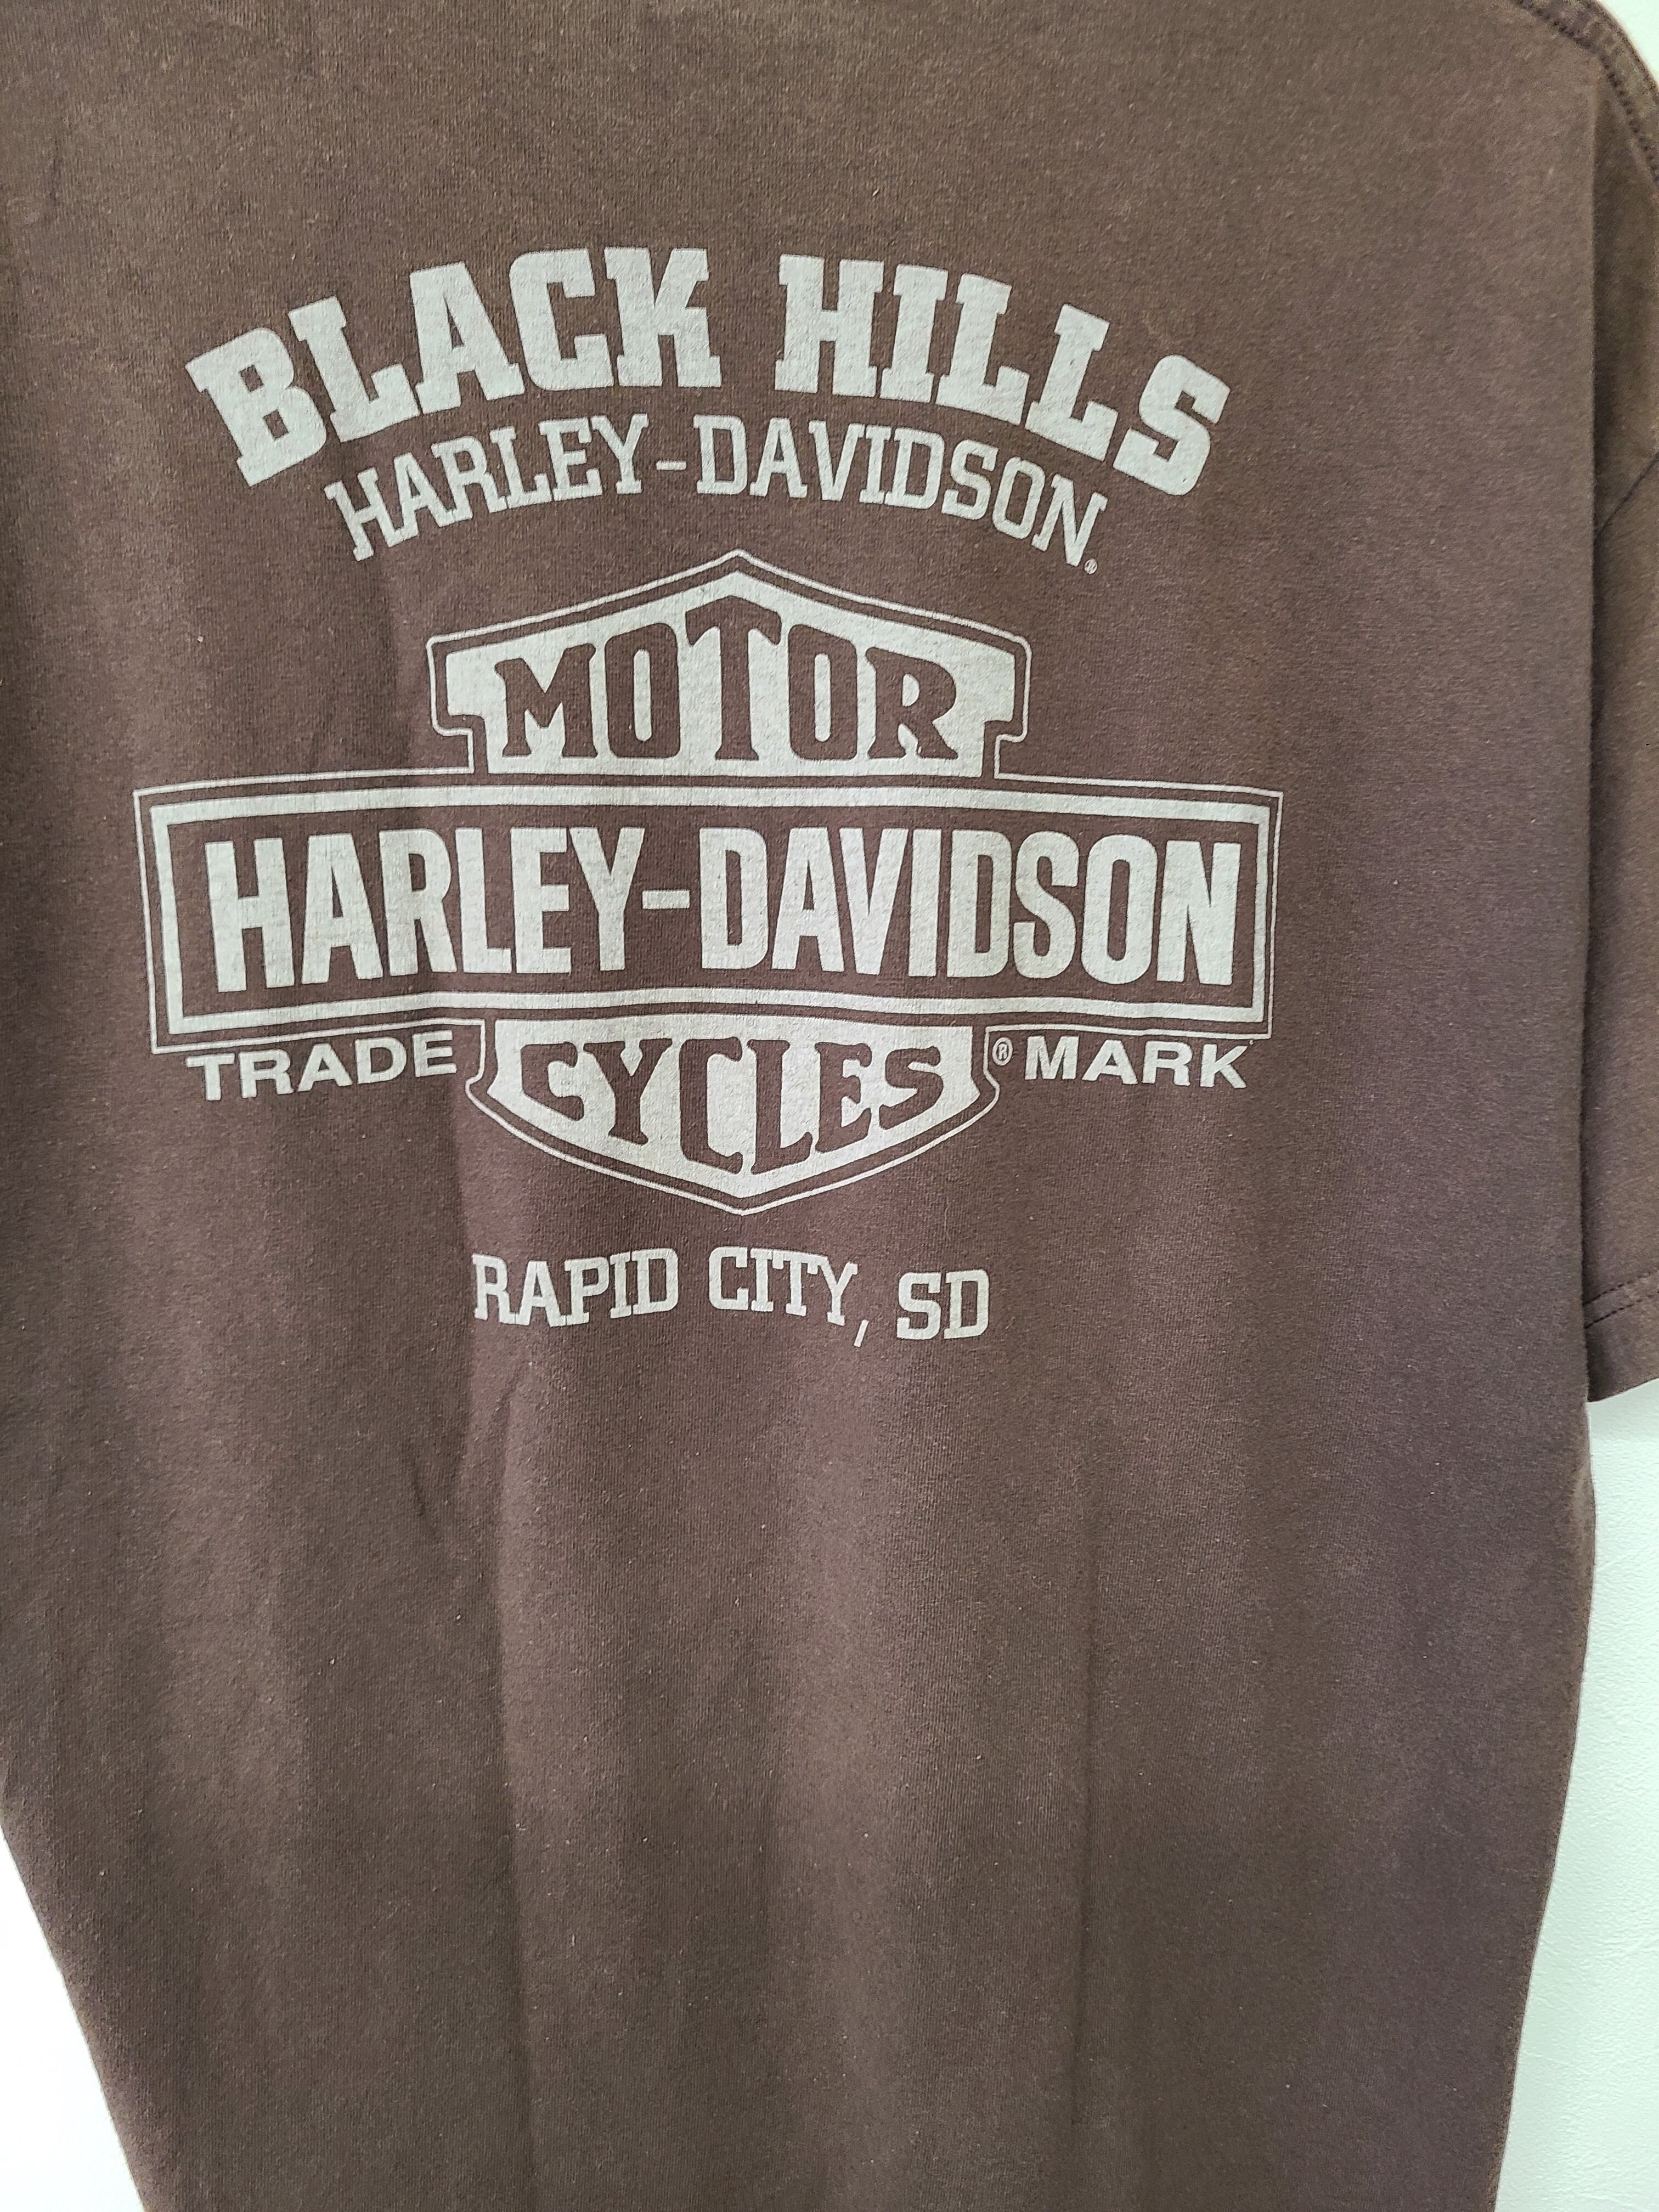 BLACK HILLS
HARLEY-DAVIDSON®
MOTOR
HARLEY-DAVIDSON
TRADE CYCLES ® MARK
RAPID CITY, SD